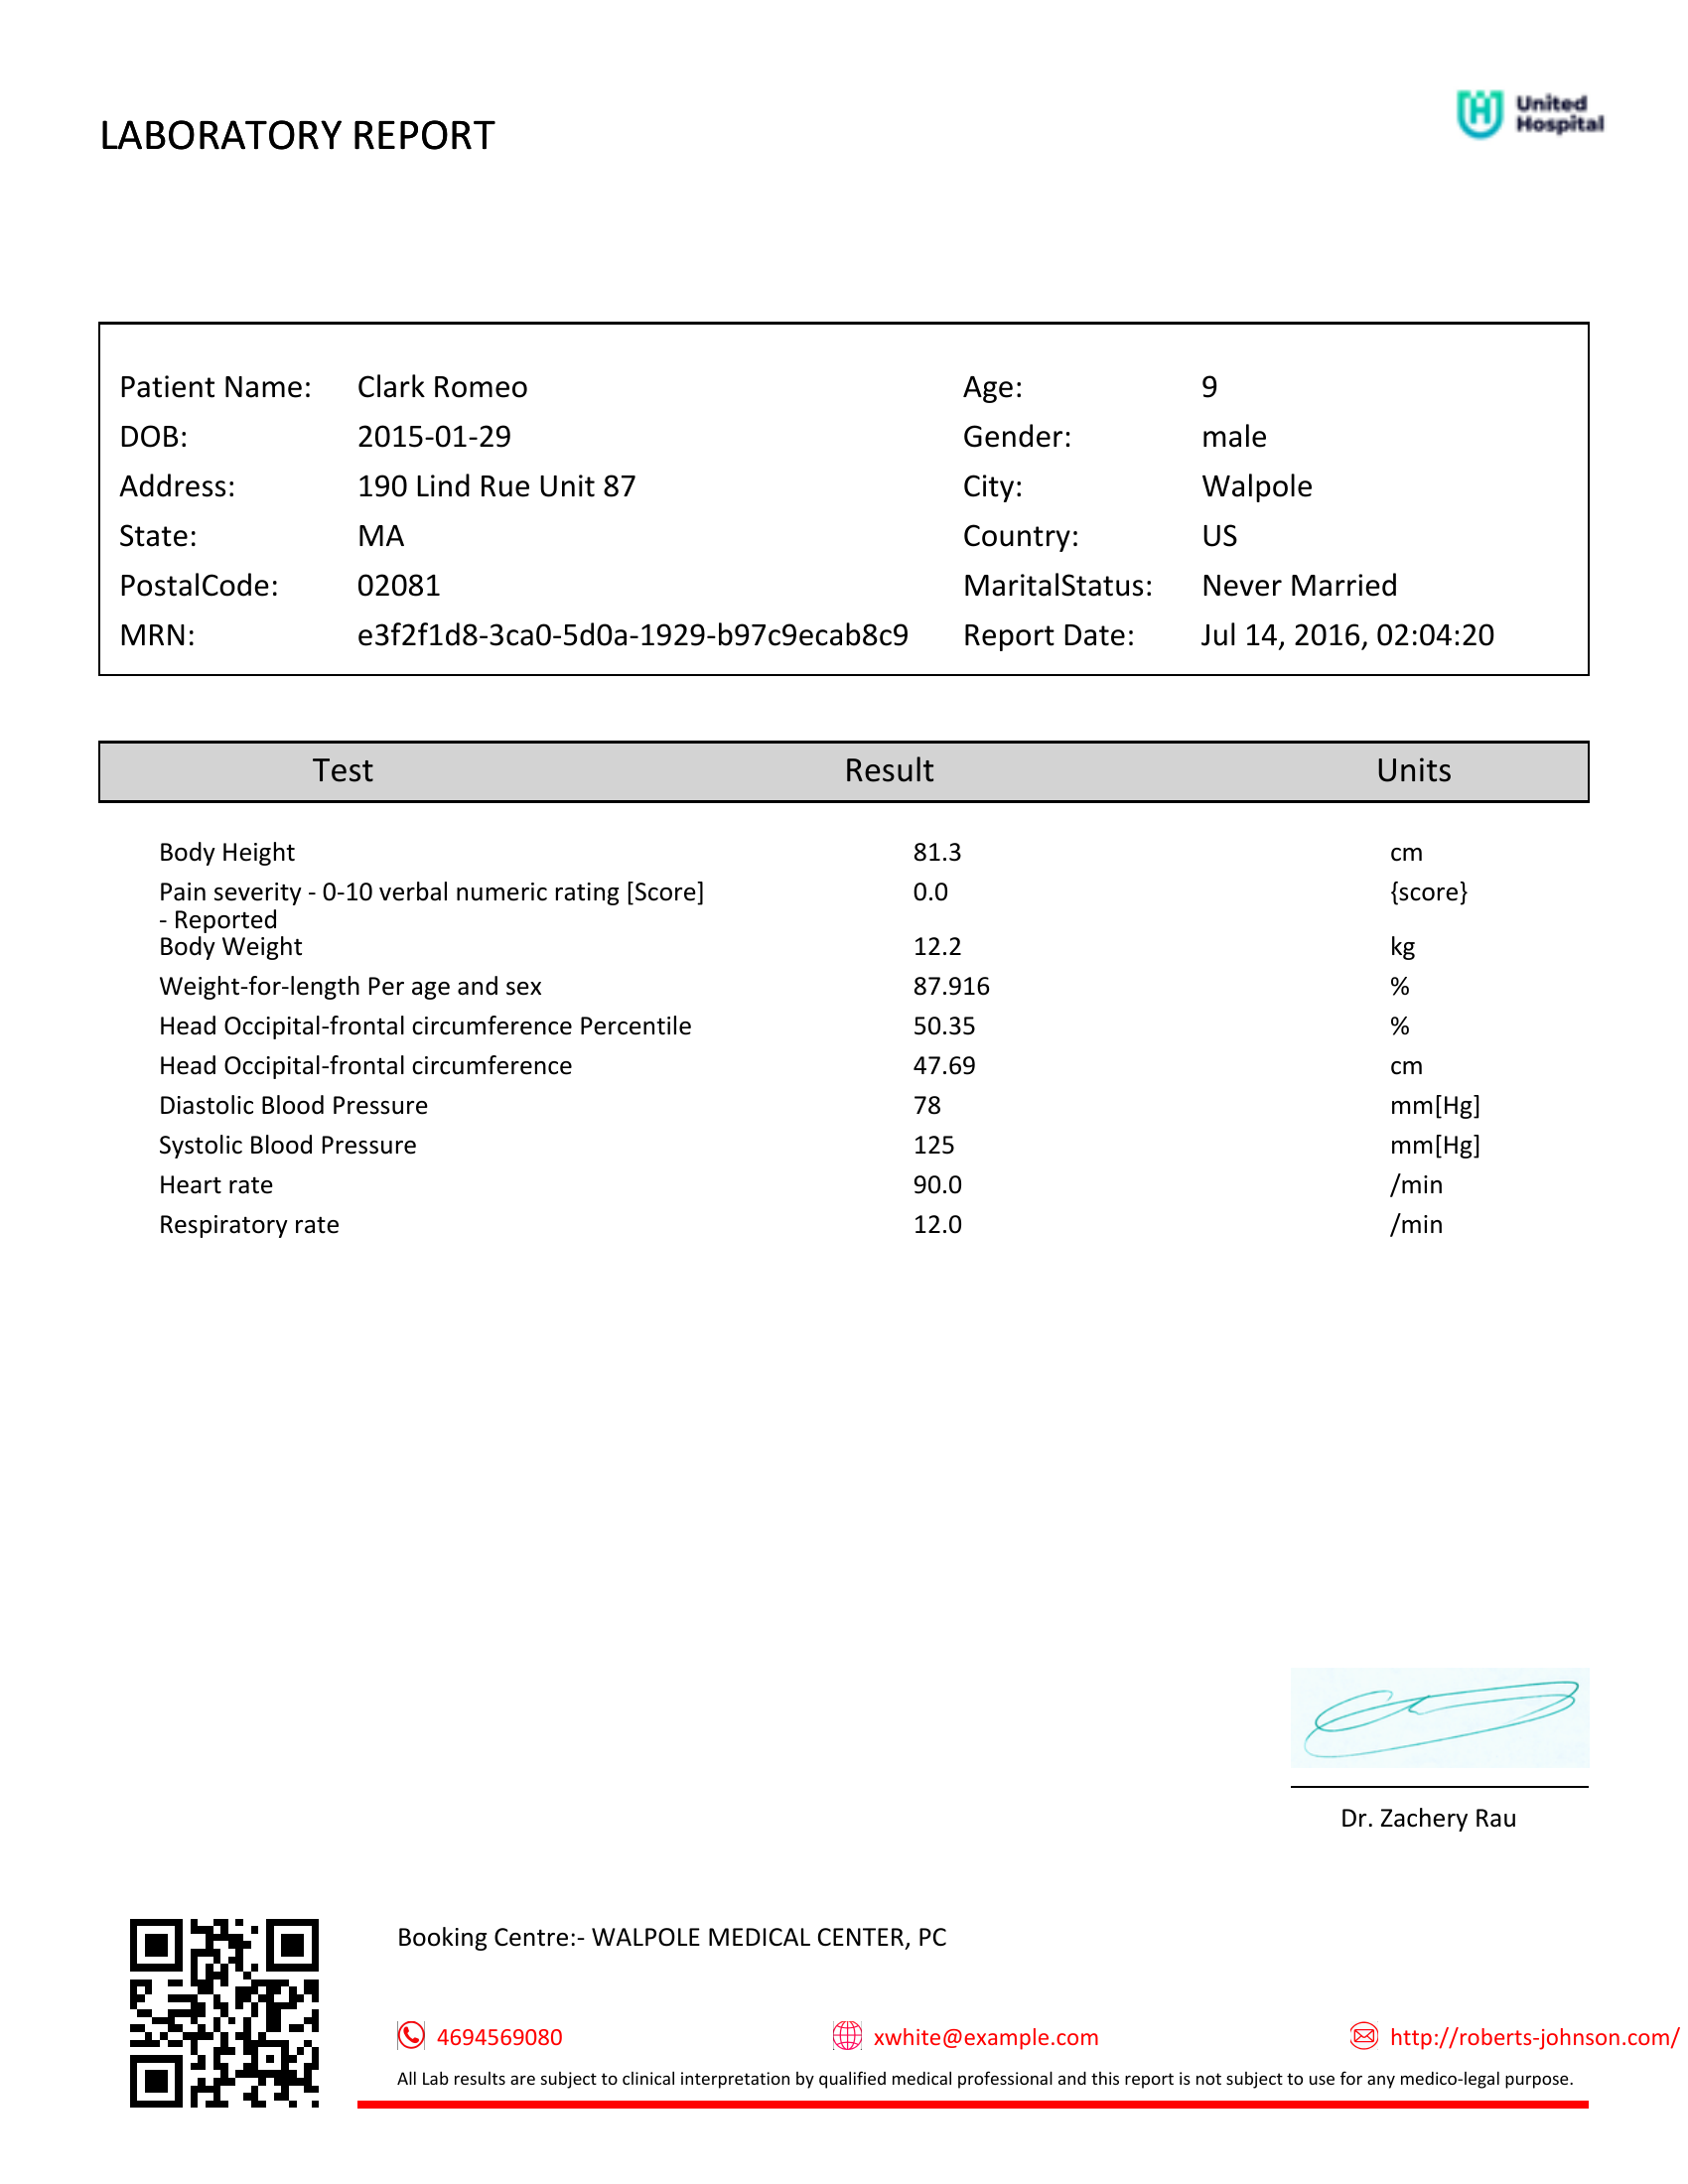 LABORATORY REPORT
United
Hospital
Patient Name: Clark Romeo Age: 9
DOB: 2015-01-29 Gender: male
Address: 190 Lind Rue Unit 87 City: Walpole
State: MA Country: US
PostalCode: 02081 MaritalStatus: Never Married
MRN: e3f2f1d8-3ca0-5d0a-1929-b97c9ecab8c9 Report Date: Jul 14, 2016, 02:04:20
Test Result Units
Body Height 81.3 cm
Pain severity - 0-10 verbal numeric rating [Score] 0.0 {score}
- Reported
Body Weight 12.2 kg
Weight-for-length Per age and sex 87.916 %
Head Occipital-frontal circumference Percentile 50.35 %
Head Occipital-frontal circumference 47.69 cm
Diastolic Blood Pressure 78 mm[Hg]
Systolic Blood Pressure 125 mm[Hg]
Heart rate 90.0 /min
Respiratory rate 12.0 /min
Dr. Zachery Rau
Booking Centre:- WALPOLE MEDICAL CENTER, PC
4694569080 xwhite@example.com http://roberts-johnson.com/
All Lab results are subject to clinical interpretation by qualified medical professional and this report is not subject to use for any medico-legal purpose.